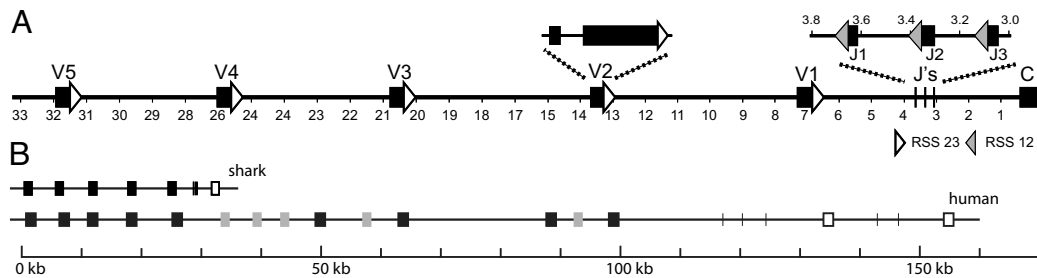 A
3.8 3.6 3.4 3.2 3.0
J1 J2 J3
V5 V4 V3 V2 V1 J's C
33 32 31 30 29 28 27 26 25 24 23 22 21 20 19 18 17 15 14 13 12 11 10 9 8 7 6 5 4 3 2 1
RSS 23 RSS 12
B
shark
human
0 kb 50 kb 100 kb 150 kb